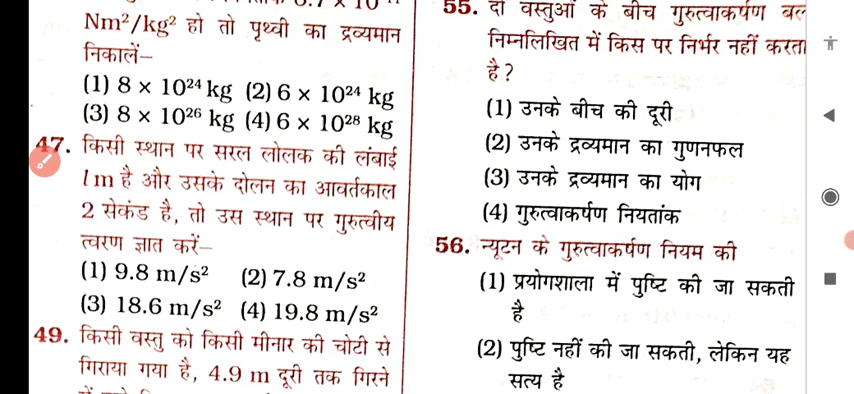 Nm²/kg² हो तो पृथ्वी का द्रव्यमान
निकालें–
(1) 8 × 10²⁴ kg (2) 6 × 10²⁴ kg
(3) 8 × 10²⁶ kg (4) 6 × 10²⁸ kg
47. किसी स्थान पर सरल लोलक की लंबाई
l m है और उसके दोलन का आवर्तकाल
2 सेकंड है, तो उस स्थान पर गुरुत्वीय
त्वरण ज्ञात करें–
(1) 9.8 m/s² (2) 7.8 m/s²
(3) 18.6 m/s² (4) 19.8 m/s²
49. किसी वस्तु को किसी मीनार की चोटी से
गिराया गया है, 4.9 m दूरी तक गिरने
55. दो वस्तुओं के बीच गुरुत्वाकर्षण बल
निम्नलिखित में किस पर निर्भर नहीं करता
है ?
(1) उनके बीच की दूरी
(2) उनके द्रव्यमान का गुणनफल
(3) उनके द्रव्यमान का योग
(4) गुरुत्वाकर्षण नियतांक
56. न्यूटन के गुरुत्वाकर्षण नियम की
(1) प्रयोगशाला में पुष्टि की जा सकती
है
(2) पुष्टि नहीं की जा सकती, लेकिन यह
सत्य है